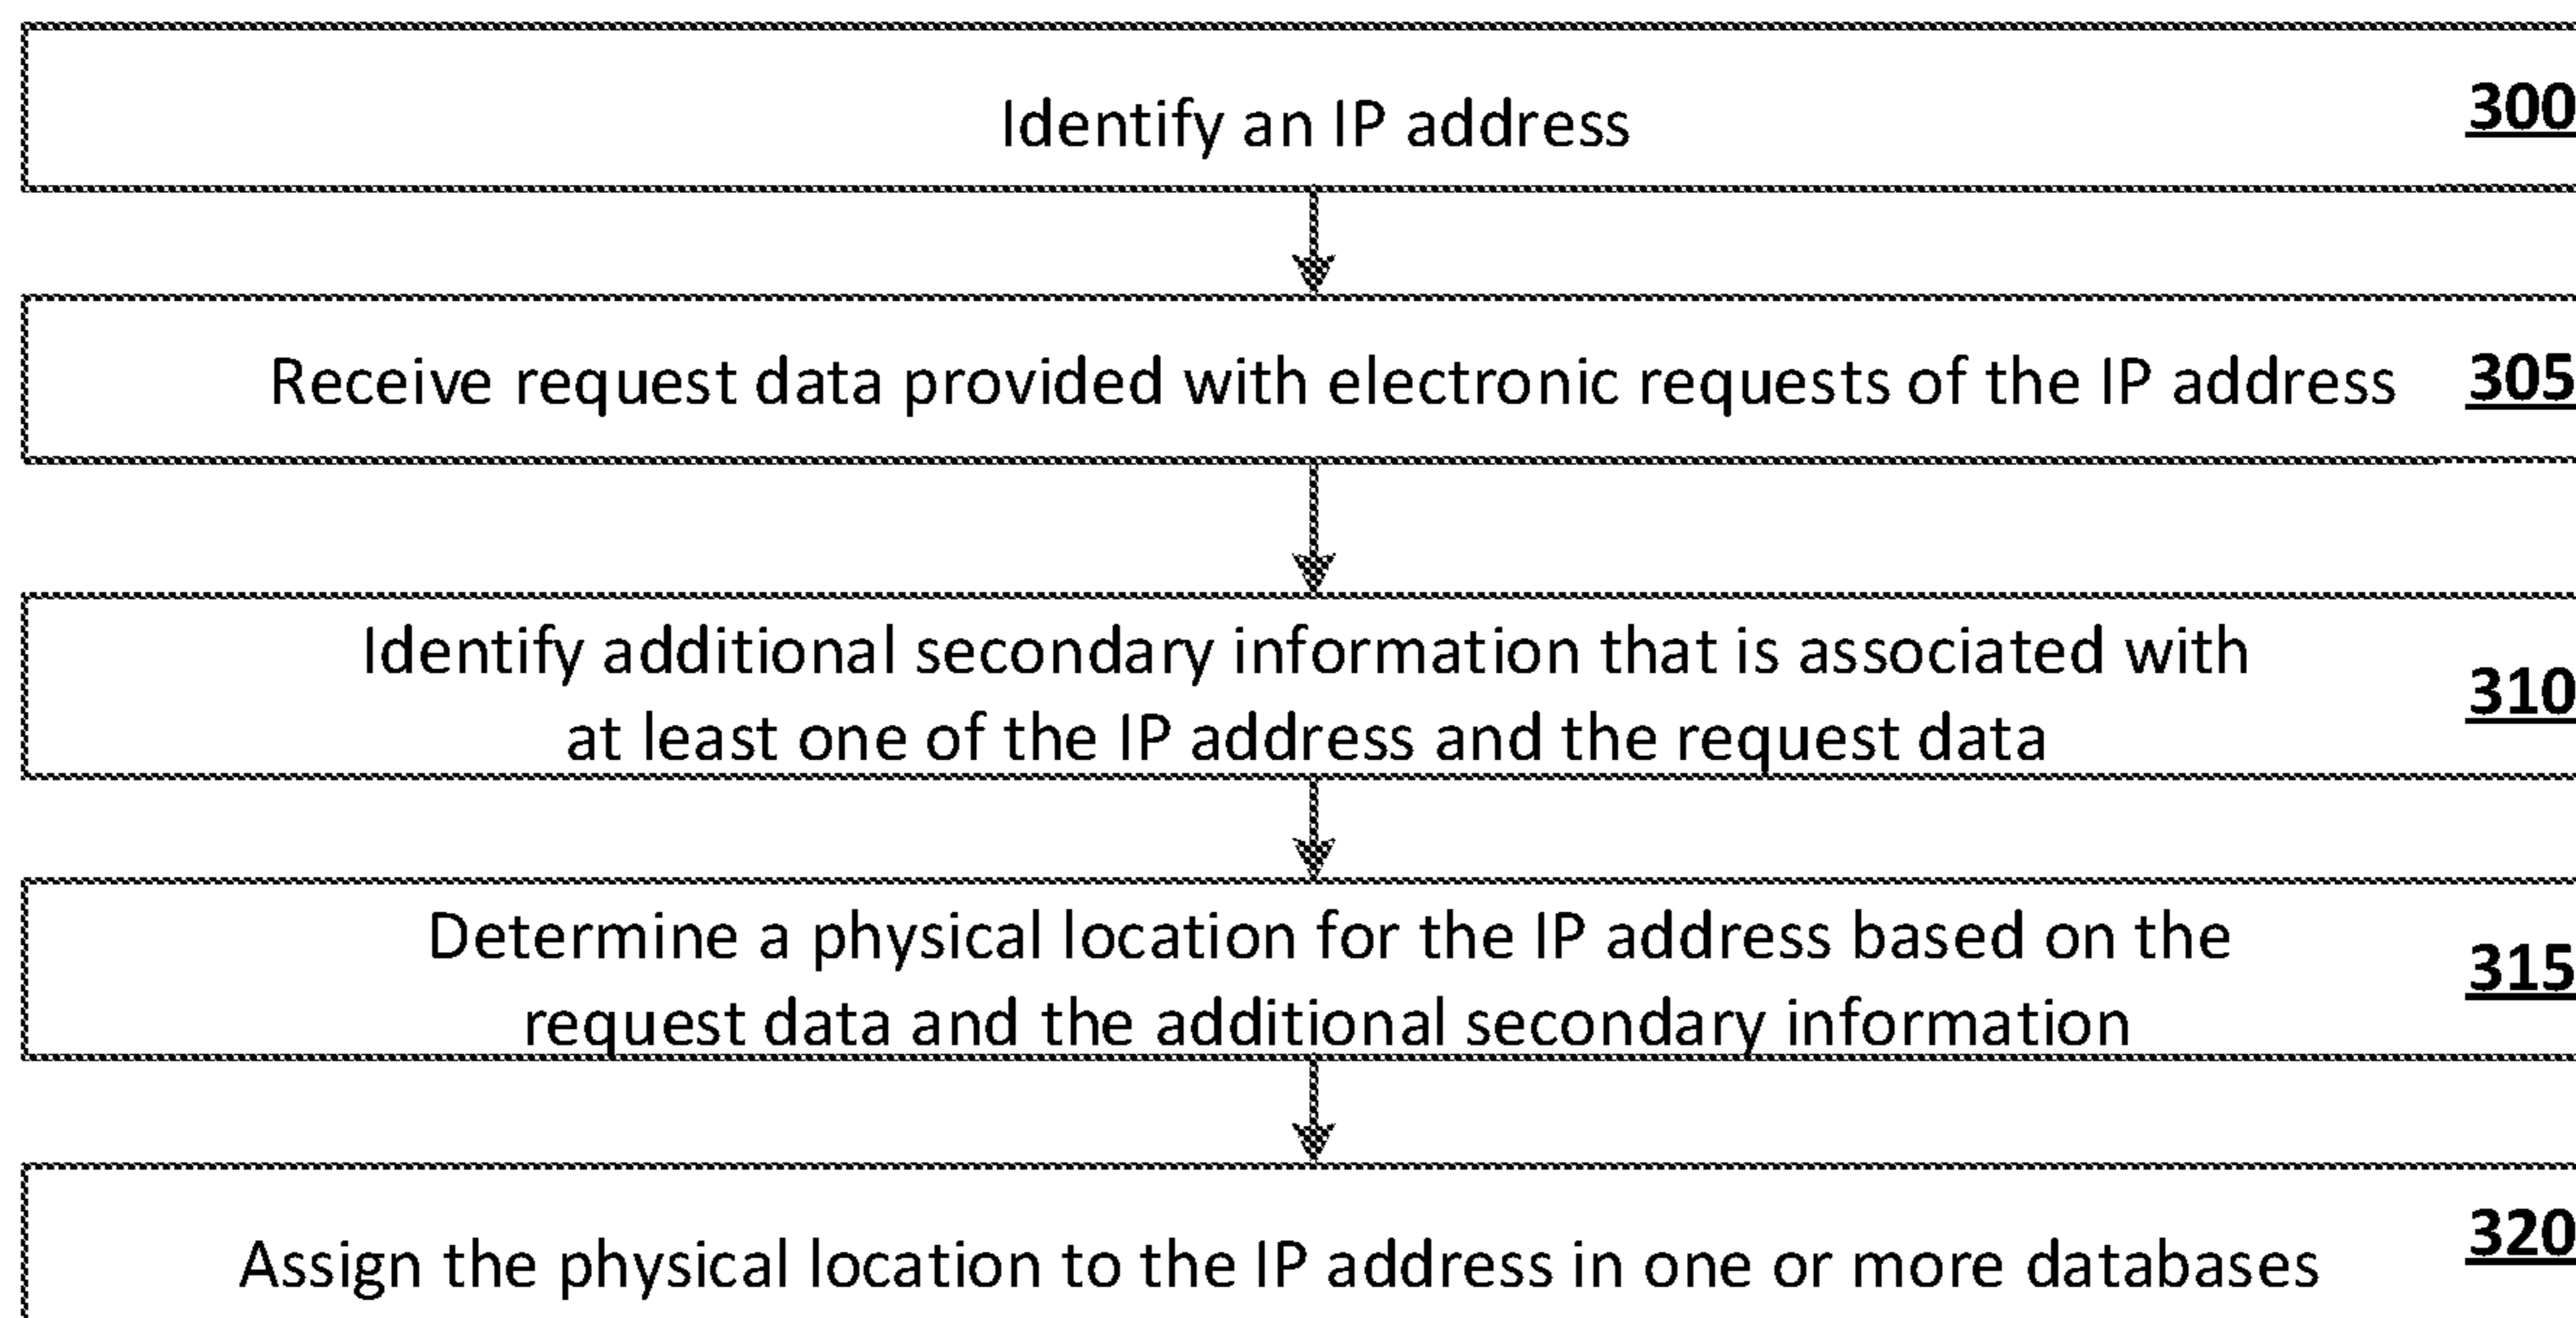 Identify an IP address 300
Receive request data provided with electronic requests of the IP address 305
Identify additional secondary information that is associated with
at least one of the IP address and the request data 310
Determine a physical location for the IP address based on the
request data and the additional secondary information 315
Assign the physical location to the IP address in one or more databases 320